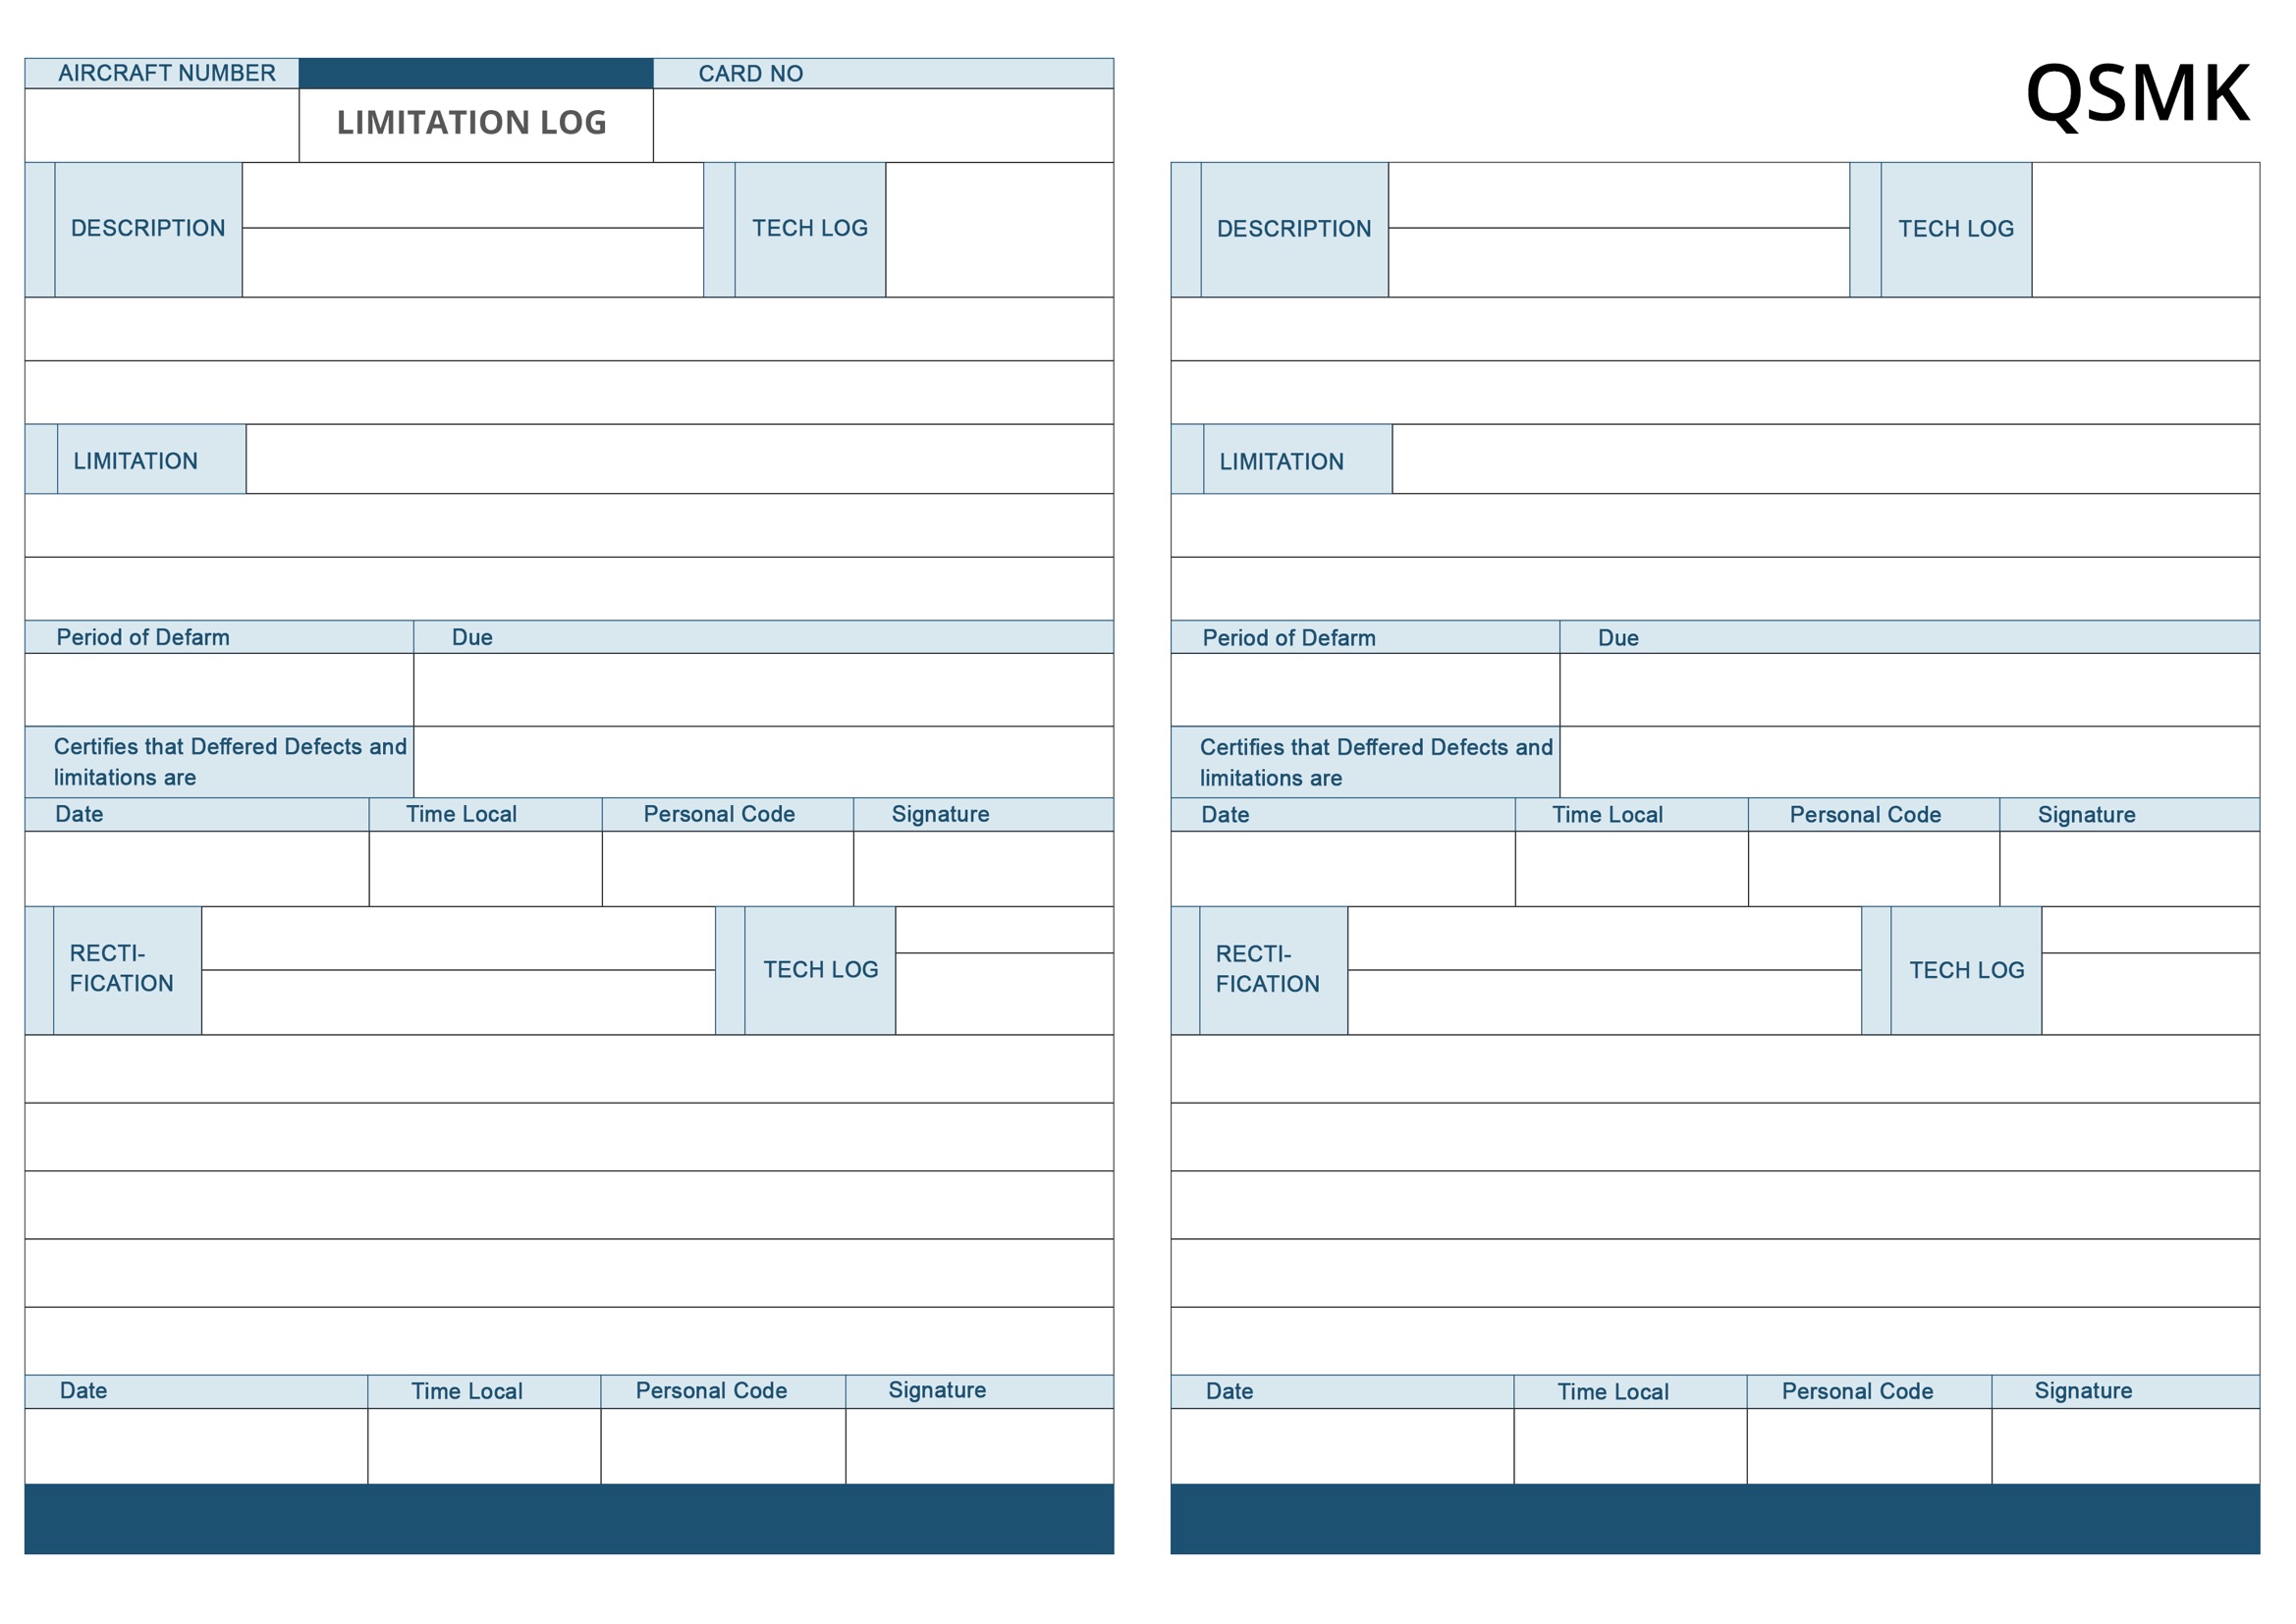 AIRCRAFT NUMBER
CARD NO
LIMITATION LOG
DESCRIPTION
TECH LOG
LIMITATION
Period of Defarm
Due
Certifies that Deffered Defects and
limitations are
Date
Time Local
Personal Code
Signature
RECTI-
FICATION
TECH LOG
Date
Time Local
Personal Code
Signature
QSMK
DESCRIPTION
TECH LOG
LIMITATION
Period of Defarm
Due
Certifies that Deffered Defects and
limitations are
Date
Time Local
Personal Code
Signature
RECTI-
FICATION
TECH LOG
Date
Time Local
Personal Code
Signature